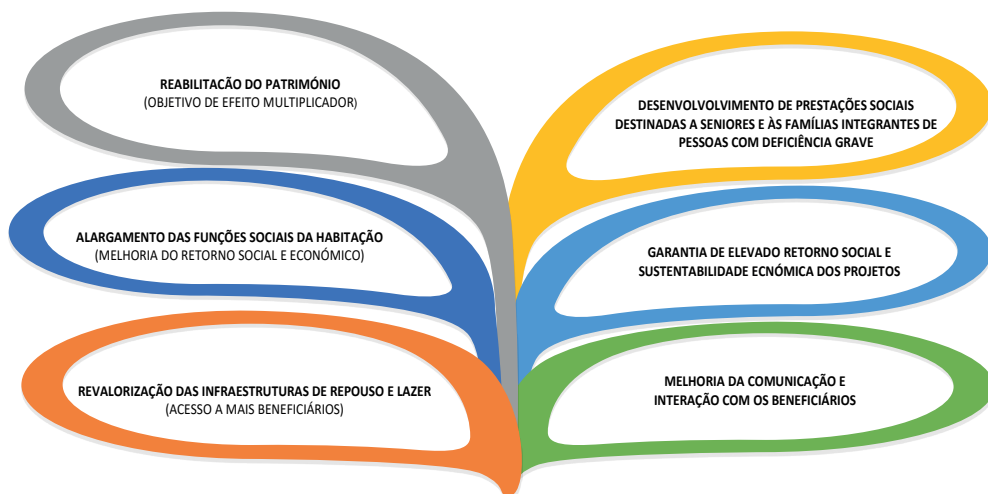 REABILITAÇÃO DO PATRIMÓNIO
(OBJETIVO DE EFEITO MULTIPLICADOR)
ALARGAMENTO DAS FUNÇÕES SOCIAIS DA HABITAÇÃO
(MELHORIA DO RETORNO SOCIAL E ECONÓMICO)
REVALORIZAÇÃO DAS INFRAESTRUTURAS DE REPOUSO E LAZER
(ACESSO A MAIS BENEFICIÁRIOS)
DESENVOLVOLVIMENTO DE PRESTAÇÕES SOCIAIS
DESTINADAS A SENIORES E ÀS FAMÍLIAS INTEGRANTES DE
PESSOAS COM DEFICIÊNCIA GRAVE
GARANTIA DE ELEVADO RETORNO SOCIAL E
SUSTENTABILIDADE ECNÓMICA DOS PROJETOS
MELHORIA DA COMUNICAÇÃO E
INTERAÇÃO COM OS BENEFICIÁRIOS